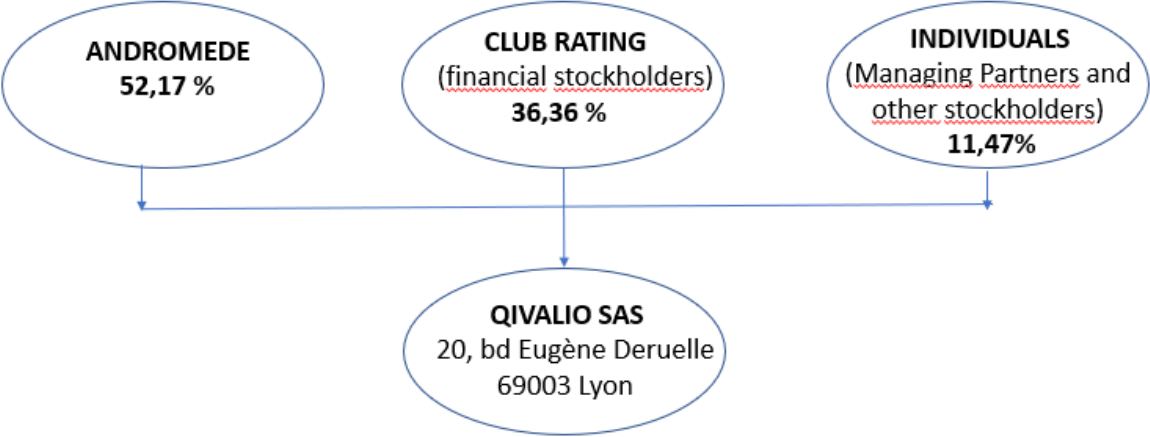 ANDROMEDE
52,17 %
CLUB RATING
(financial stockholders)
36,36 %
INDIVIDUALS
(Managing Partners and
other stockholders)
11,47%
QIVALIO SAS
20, bd Eugène Deruelle
69003 Lyon